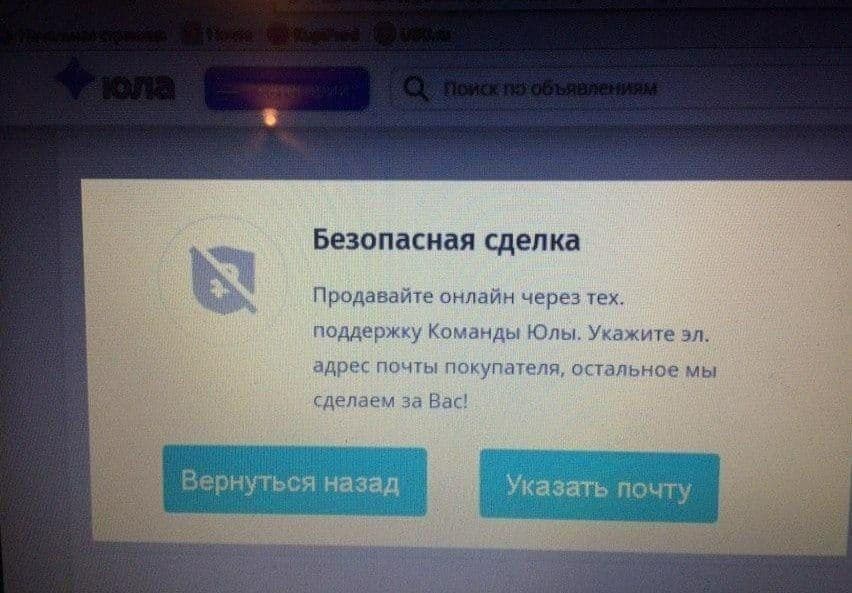 юла
Поиск по объявлениям
Безопасная сделка
Продавайте онлайн через тех.
поддержку Команды Юлы. Укажите эл.
адрес почты покупателя, остальное мы
сделаем за Вас!
Вернуться назад
Указать почту